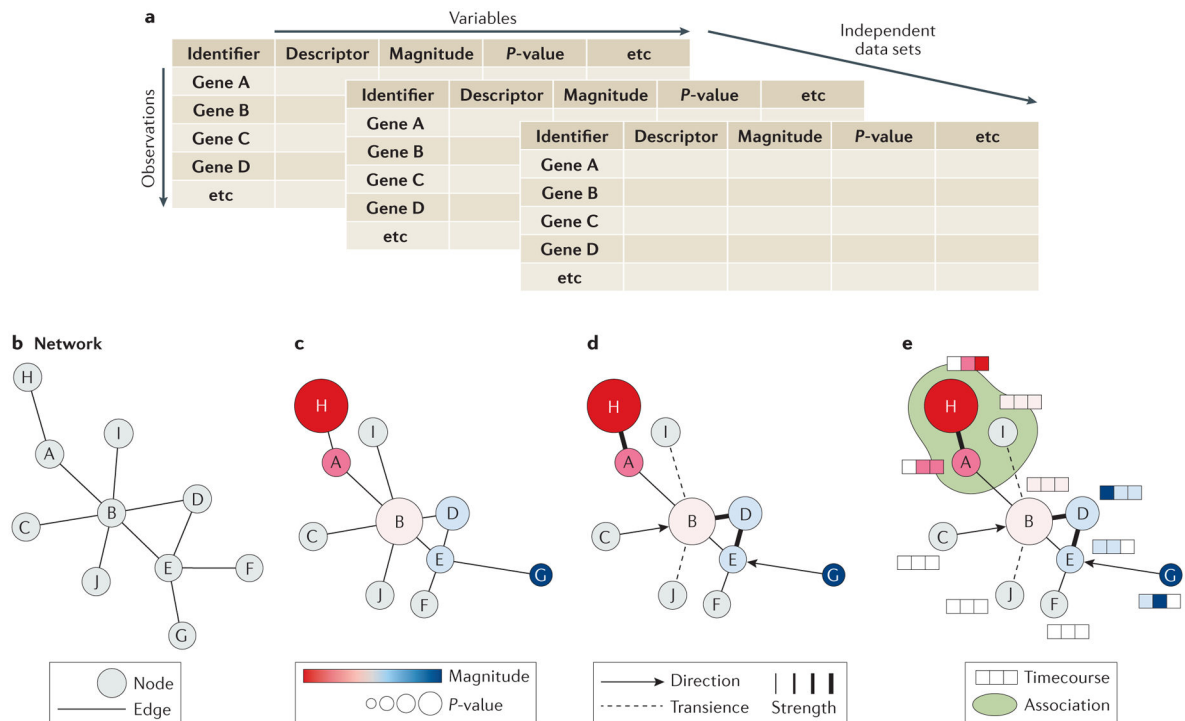 a
Variables
Independent
data sets
Observations
Identifier Descriptor Magnitude P-value etc
Gene A
Gene B
Gene C
Gene D
etc
Identifier Descriptor Magnitude P-value etc
Gene A
Gene B
Gene C
Gene D
etc
Identifier Descriptor Magnitude P-value etc
Gene A
Gene B
Gene C
Gene D
etc
b Network
H
I
A
D
B
C
E
F
J
G
Node
Edge
c
H
I
A
B
D
C
E
G
J
F
Magnitude
P-value
d
H
I
A
B
D
C
E
G
J
F
Direction
Transience
Strength
e
H
I
A
B
D
C
E
G
J
F
Timecourse
Association